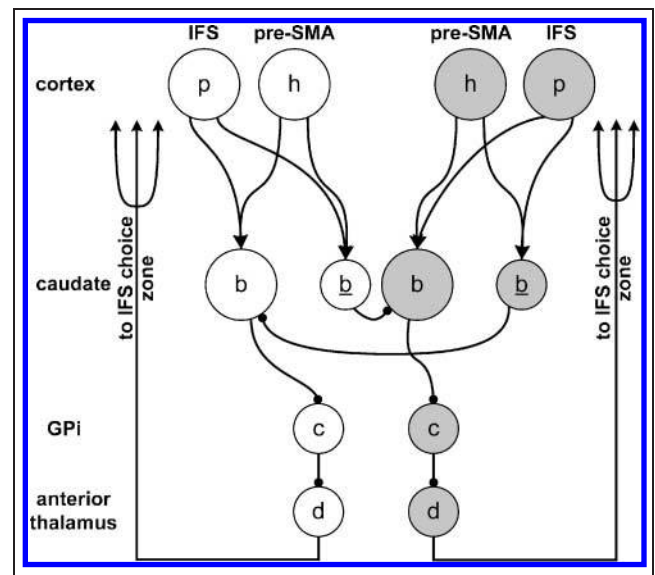 IFS pre-SMA pre-SMA IFS
cortex p h h p
to IFS choice
zone
to IFS choice
zone
caudate b b b b
GPi c c
anterior
thalamus d d